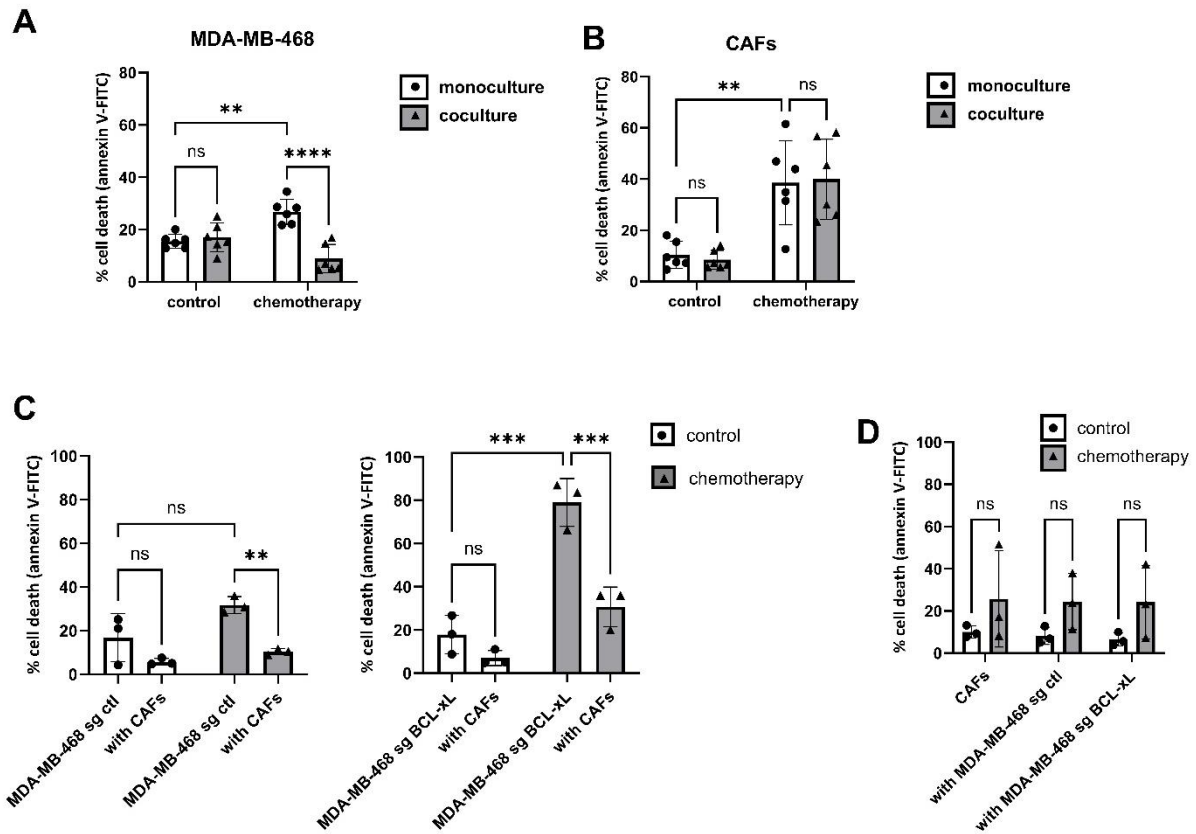 A
MDA-MB-468
% cell death (annexin V-FITC)
80
60
40
20
0
**
ns
****
control
chemotherapy
monoculture
coculture
B
CAFs
% cell death (annexin V-FITC)
80
60
40
20
0
**
ns
ns
control
chemotherapy
monoculture
coculture
C
% cell death (annexin V-FITC)
100
80
60
40
20
0
ns
ns
**
MDA-MB-468 sg ctl
with CAFs
MDA-MB-468 sg ctl
with CAFs
% cell death (annexin V-FITC)
100
80
60
40
20
0
***
***
ns
MDA-MB-468 sg BCL-xL
with CAFs
MDA-MB-468 sg BCL-xL
with CAFs
control
chemotherapy
D
% cell death (annexin V-FITC)
100
80
60
40
20
0
ns
ns
ns
CAFs
with MDA-MB-468 sg ctl
with MDA-MB-468 sg BCL-xL
control
chemotherapy